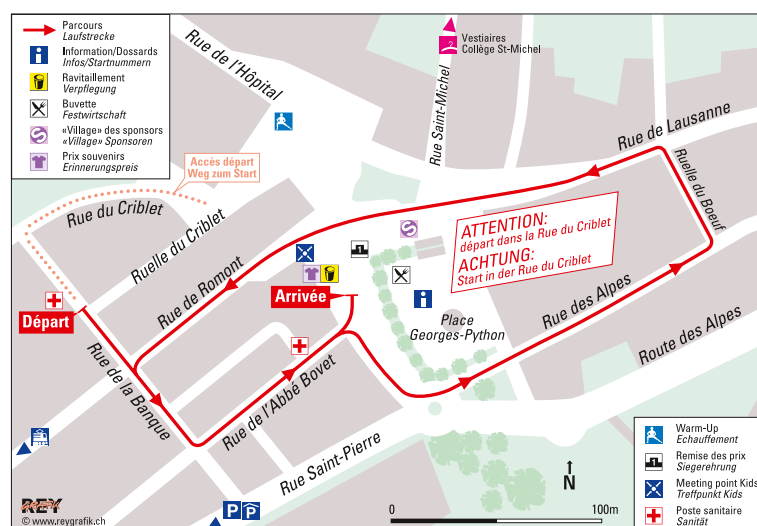 Parcours
Laufstrecke
Information/Dossards
Infos/Startnummern
Ravitaillement
Verpflegung
Buvette
Festwirtschaft
«Village» des sponsors
«Village» Sponsoren
Prix souvenirs
Erinnerungspreis
Rue de l'Hôpital
2
Vestiaires
Collège St-Michel
Rue Saint-Michel
Rue de Lausanne
Ruelle du Boeuf
Accès départ
Weg zum Start
Rue du Criblet
Ruelle du Criblet
Rue de Romont
ATTENTION:
départ dans la Rue du Criblet
ACHTUNG:
Start in der Rue du Criblet
S
1
i
Arrivée
Départ
Place
Georges-Python
Rue des Alpes
Route des Alpes
Rue de la Banque
Rue de l'Abbé Bovet
Rue Saint-Pierre
P P
N
0 100m
Warm-Up
Echauffement
Remise des prix
Siegerehrung
Meeting point Kids
Treffpunkt Kids
Poste sanitaire
Sanität
REY
© www.reygrafik.ch